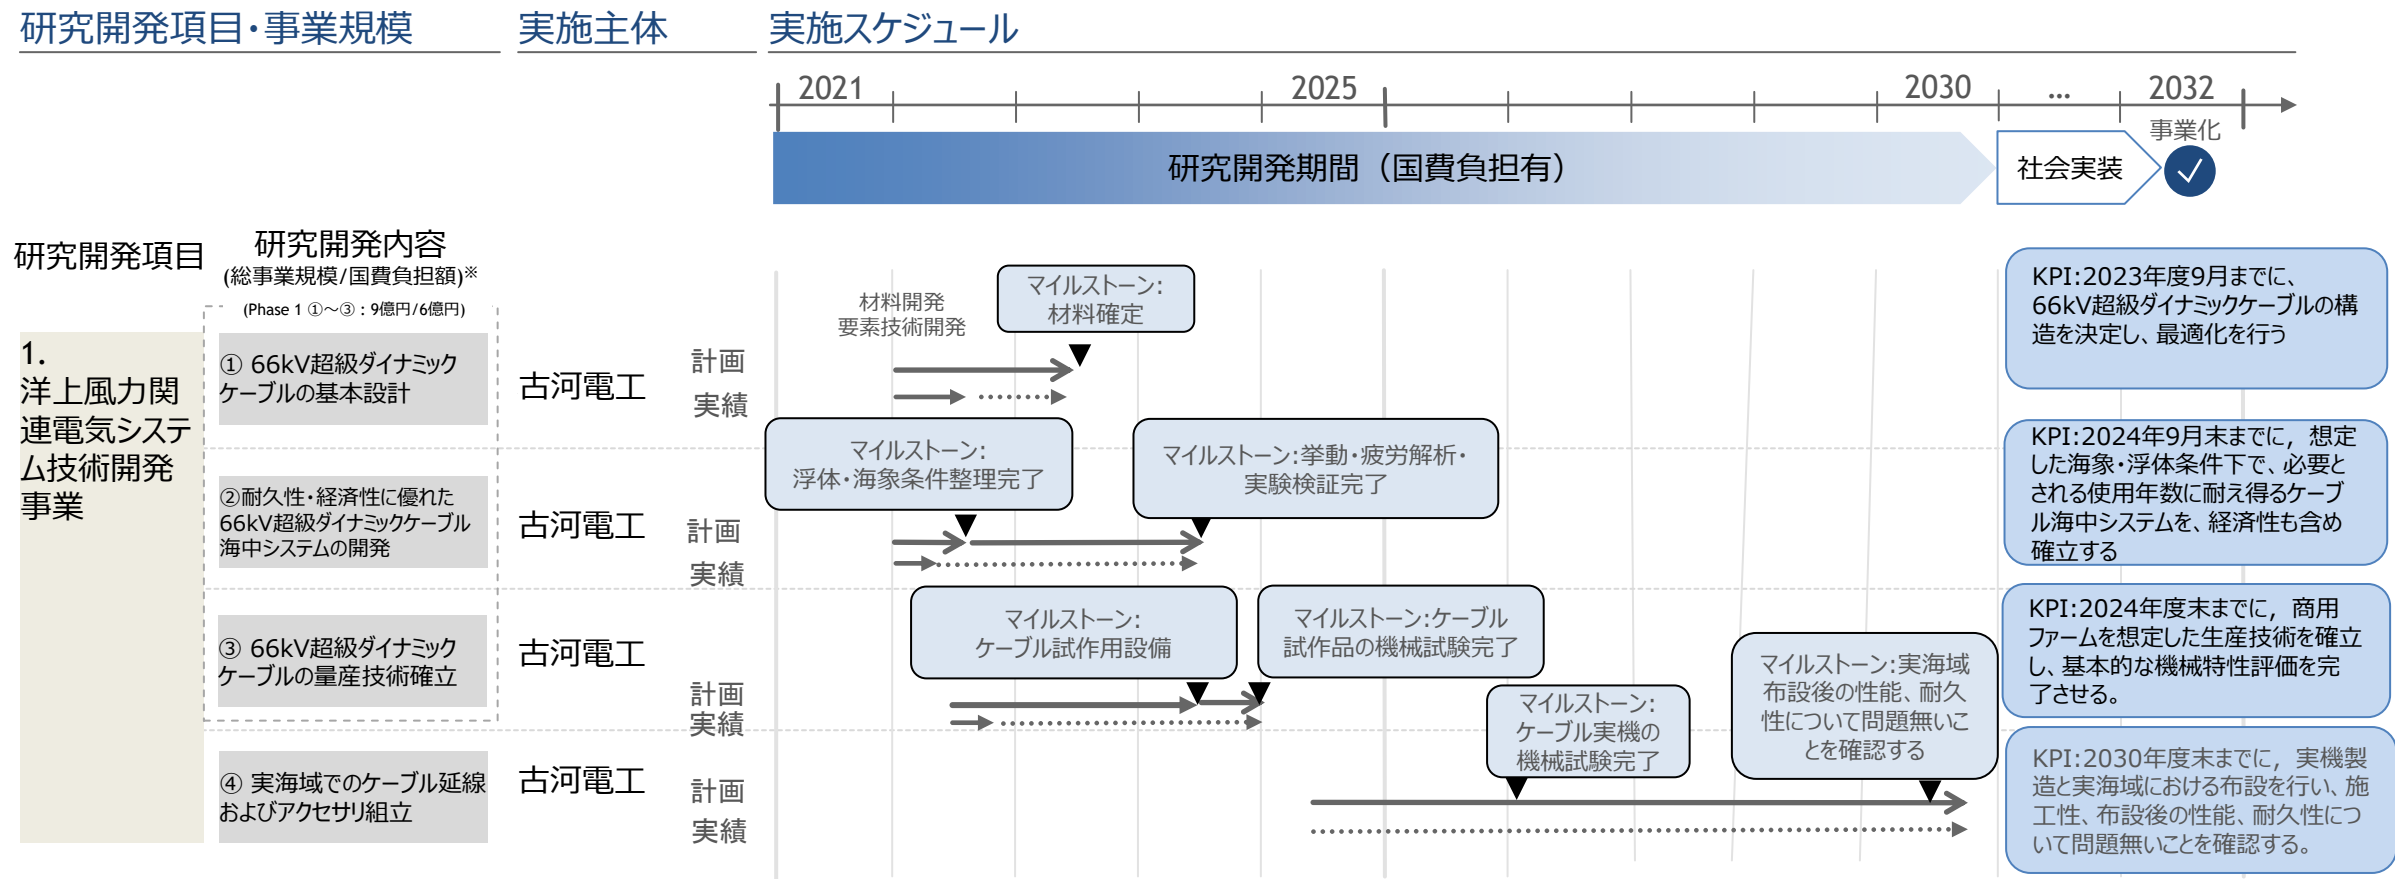 研究開発項目・事業規模
実施主体
実施スケジュール
2021
2025
2030
…
2032
事業化
研究開発期間（国費負担有）
社会実装
研究開発項目
研究開発内容
(総事業規模/国費負担額)※
(Phase 1 ①～③：9億円/6億円)
1.
洋上風力関
連電気システ
ム技術開発
事業
① 66kV超級ダイナミック
ケーブルの基本設計
古河電工
計画
実績
材料開発
要素技術開発
マイルストーン:
材料確定
KPI:2023年度9月までに、
66kV超級ダイナミックケーブルの構
造を決定し、最適化を行う
②耐久性・経済性に優れた
66kV超級ダイナミックケーブル
海中システムの開発
古河電工
計画
実績
マイルストーン:
浮体・海象条件整理完了
マイルストーン:挙動・疲労解析・
実験検証完了
KPI:2024年9月末までに，想定
した海象・浮体条件下で、必要と
される使用年数に耐え得るケーブ
ル海中システムを、経済性も含め
確立する
③ 66kV超級ダイナミック
ケーブルの量産技術確立
古河電工
計画
実績
マイルストーン:
ケーブル試作用設備
マイルストーン:ケーブル
試作品の機械試験完了
KPI:2024年度末までに，商用
ファームを想定した生産技術を確立
し、基本的な機械特性評価を完
了させる。
④ 実海域でのケーブル延線
およびアクセサリ組立
古河電工
計画
実績
マイルストーン:
ケーブル実機の
機械試験完了
マイルストーン:実海域
布設後の性能、耐久
性について問題無いこ
とを確認する
KPI:2030年度末までに，実機製
造と実海域における布設を行い、施
工性、布設後の性能、耐久性につ
いて問題無いことを確認する。